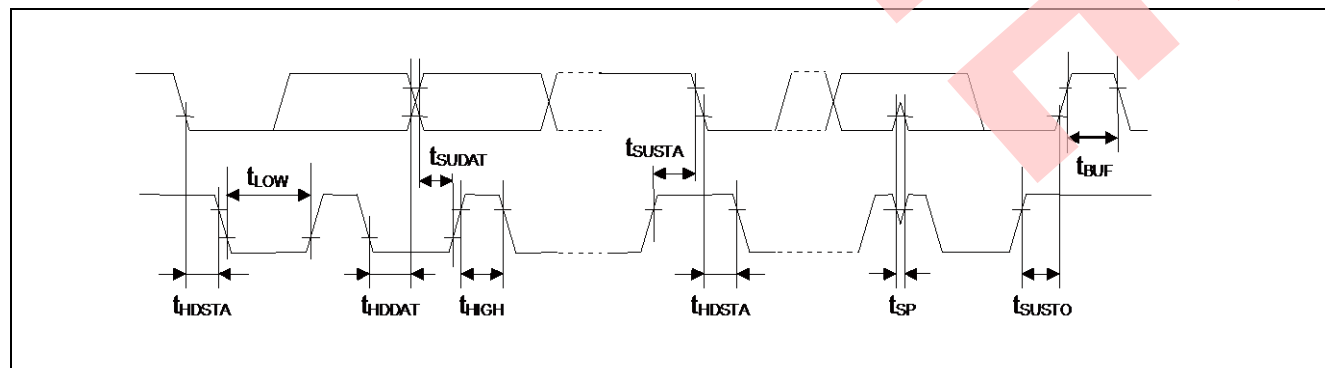 tSUDAT
tSUSTA
tBUF
tLOW
tHDSTA
tHDDAT
tHIGH
tHDSTA
tSP
tSUSTO